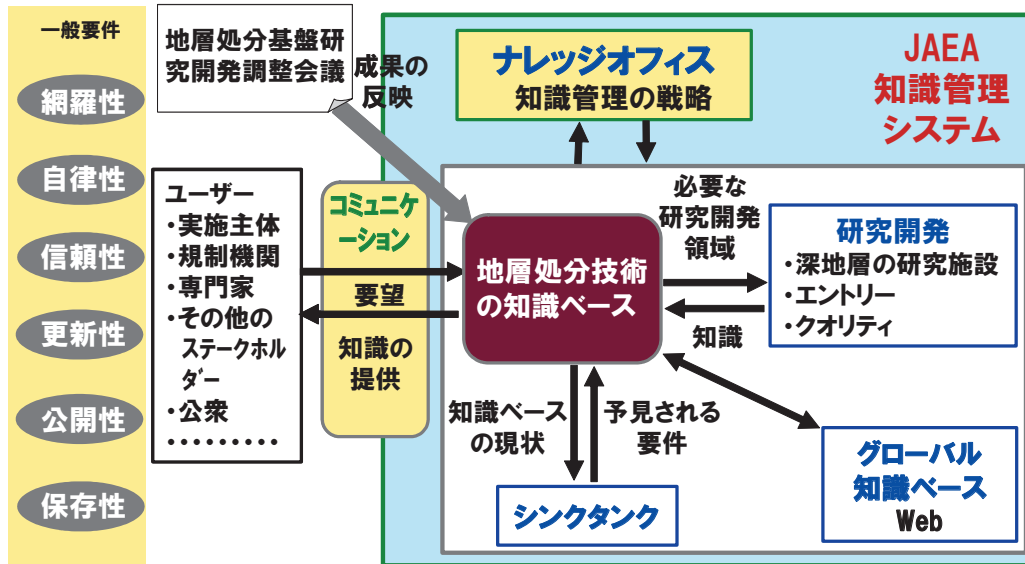 一般要件
網羅性
自律性
信頼性
更新性
公開性
保存性
地層処分基盤研
究開発調整会議
成果の
反映
ナレッジオフィス
知識管理の戦略
JAEA
知識管理
システム
ユーザー
・実施主体
・規制機関
・専門家
・その他の
ステークホル
ダー
・公衆
・・・・・・・・・
コミュニケ
ーション
要望
知識の
提供
地層処分技術
の知識ベース
必要な
研究開発
領域
知識
研究開発
・深地層の研究施設
・エントリー
・クオリティ
知識ベース
の現状
予見される
要件
シンクタンク
グローバル
知識ベース
Web